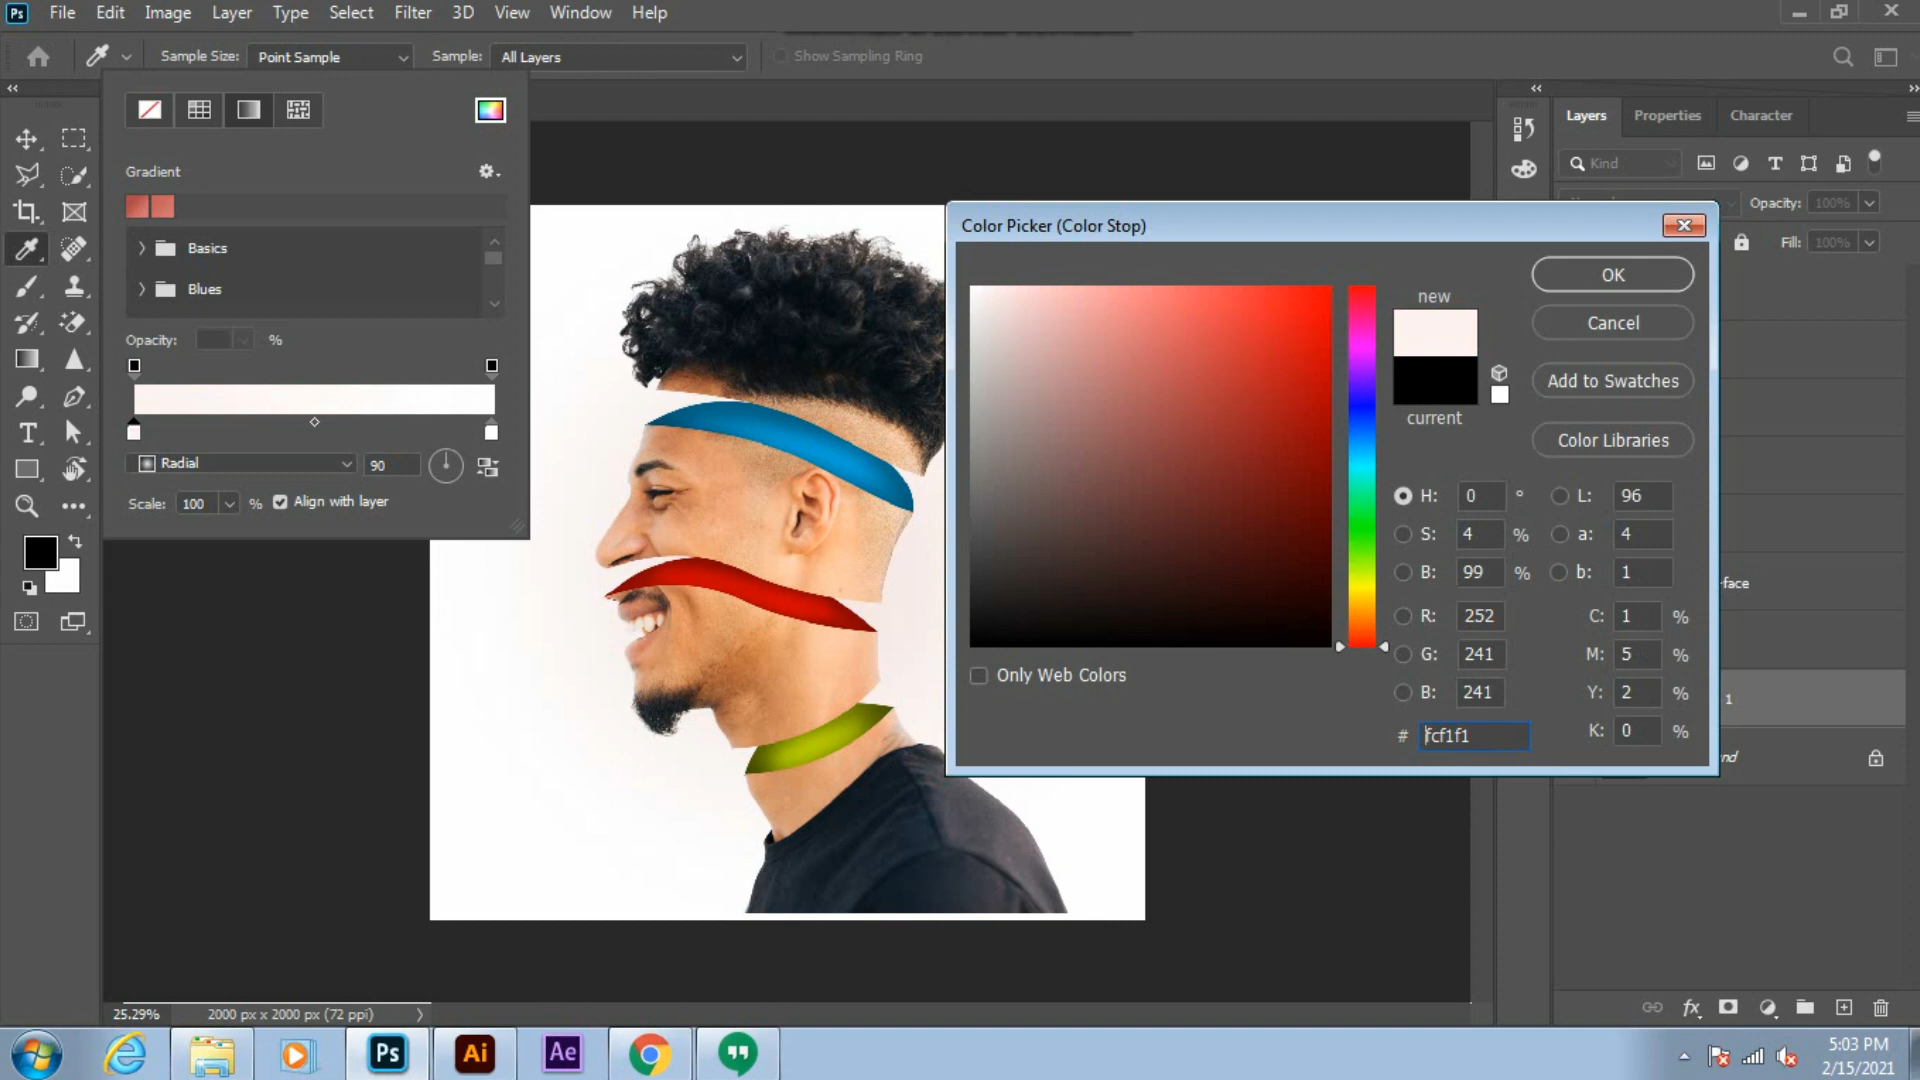 Ps File Edit Image Layer Type Select Filter 3D View Window Help
Sample Size: Point Sample Sample: All Layers Show Sampling Ring
Layers Properties Character
Kind
Opacity: 100%
Fill: 100%
Gradient
Basics
Blues
Opacity: %
Radial 90
Scale: 100 % Align with layer
Color Picker (Color Stop)
new
current
OK
Cancel
Add to Swatches
Color Libraries
H: 0 ° L: 96
S: 4 % a: 4
B: 99 % b: 1
R: 252 C: 1 %
G: 241 M: 5 %
B: 241 Y: 2 %
# fcf1f1 K: 0 %
Only Web Colors
rface
1
nd
25.29% 2000 px x 2000 px (72 ppi)
Ps Ai Ae
5:03 PM
2/15/2021